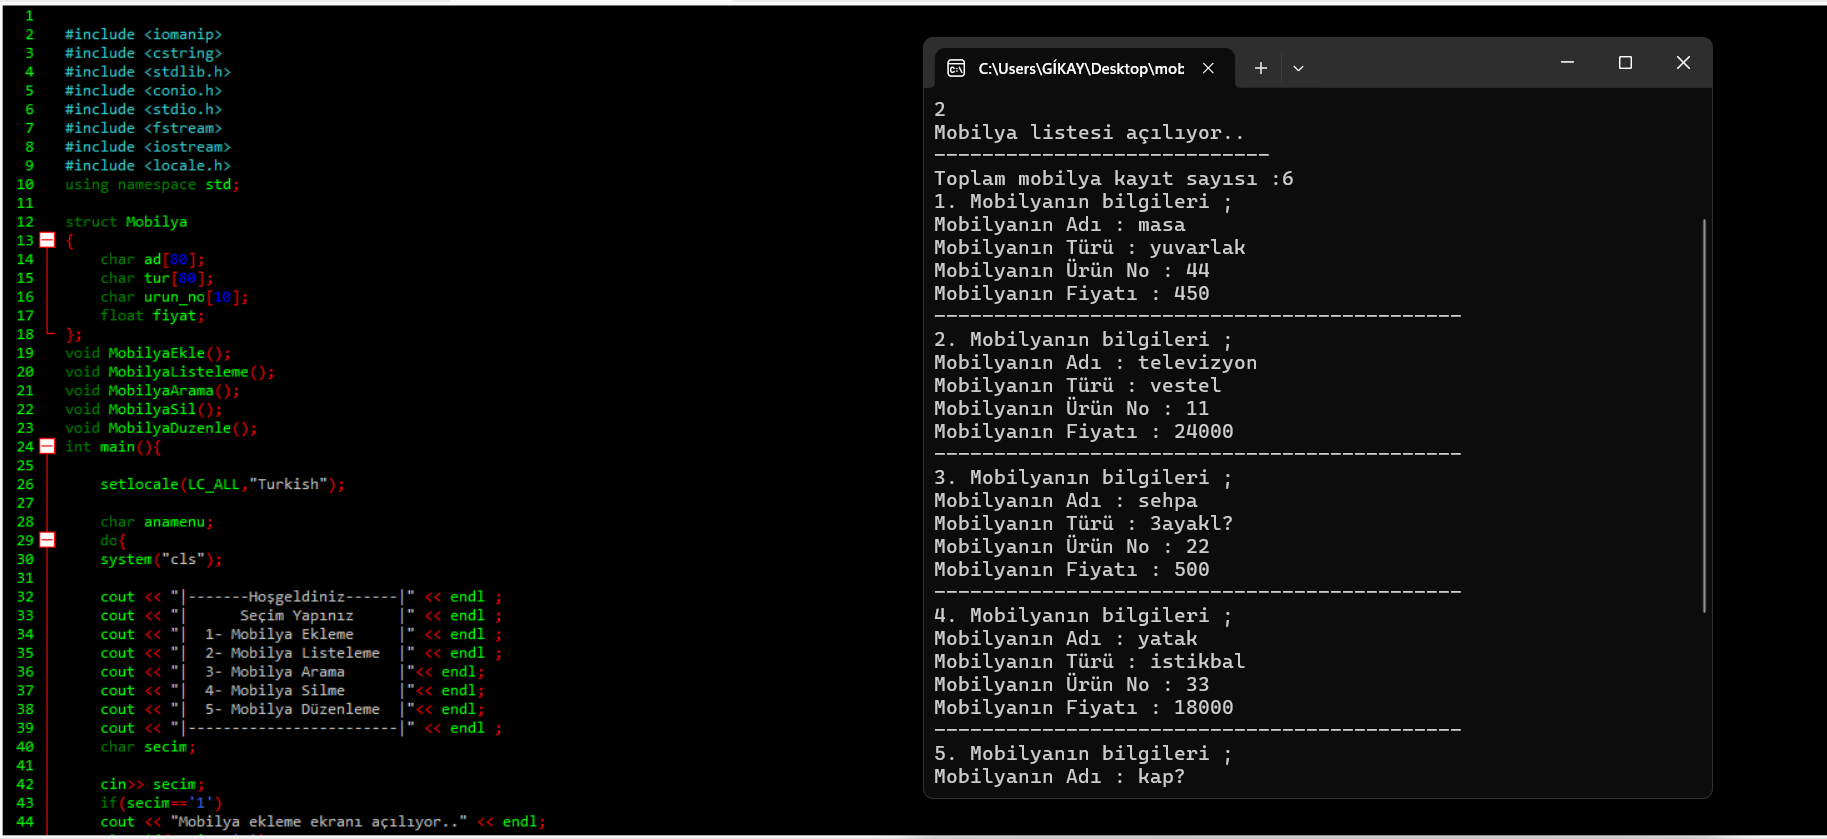 1
2 #include <iomanip>
3 #include <cstring>
4 #include <stdlib.h>
5 #include <conio.h>
6 #include <stdio.h>
7 #include <fstream>
8 #include <iostream>
9 #include <locale.h>
10 using namespace std;
11
12 struct Mobilya
13 {
14 char ad[80];
15 char tur[80];
16 char urun_no[10];
17 float fiyat;
18 };
19 void MobilyaEkle();
20 void MobilyaListeleme();
21 void MobilyaArama();
22 void MobilyaSil();
23 void MobilyaDuzenle();
24 int main(){
25
26 setlocale(LC_ALL,"Turkish");
27
28 char anamenu;
29 do{
30 system("cls");
31
32 cout << "|-------Hoşgeldiniz------|" << endl ;
33 cout << "|      Seçim Yapınız     |" << endl ;
34 cout << "|  1- Mobilya Ekleme     |" << endl ;
35 cout << "|  2- Mobilya Listeleme  |" << endl ;
36 cout << "|  3- Mobilya Arama      |"<< endl;
37 cout << "|  4- Mobilya Silme      |"<< endl;
38 cout << "|  5- Mobilya Düzenleme  |"<< endl;
39 cout << "|------------------------|" << endl ;
40 char secim;
41
42 cin>> secim;
43 if(secim=='1')
44 cout << "Mobilya ekleme ekranı açılıyor.." << endl;
C:\Users\GİKAY\Desktop\mob
2
Mobilya listesi açılıyor..
----------------------------
Toplam mobilya kayıt sayısı :6
1. Mobilyanın bilgileri ;
Mobilyanın Adı : masa
Mobilyanın Türü : yuvarlak
Mobilyanın Ürün No : 44
Mobilyanın Fiyatı : 450
--------------------------------------------
2. Mobilyanın bilgileri ;
Mobilyanın Adı : televizyon
Mobilyanın Türü : vestel
Mobilyanın Ürün No : 11
Mobilyanın Fiyatı : 24000
--------------------------------------------
3. Mobilyanın bilgileri ;
Mobilyanın Adı : sehpa
Mobilyanın Türü : 3ayakl?
Mobilyanın Ürün No : 22
Mobilyanın Fiyatı : 500
--------------------------------------------
4. Mobilyanın bilgileri ;
Mobilyanın Adı : yatak
Mobilyanın Türü : istikbal
Mobilyanın Ürün No : 33
Mobilyanın Fiyatı : 18000
--------------------------------------------
5. Mobilyanın bilgileri ;
Mobilyanın Adı : kap?